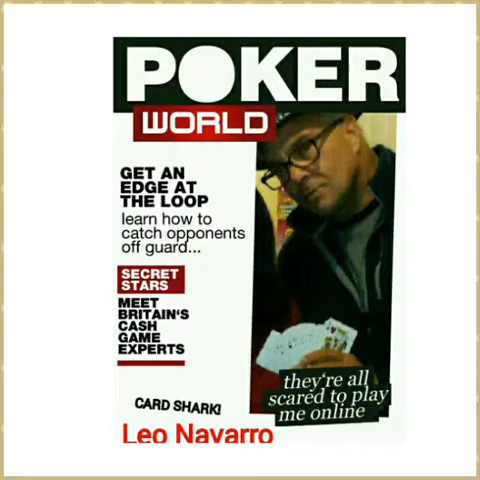 POKER
WORLD
GET AN
EDGE AT
THE LOOP
learn how to
catch opponents
off guard...
SECRET
STARS
MEET
BRITAIN'S
CASH
GAME
EXPERTS
CARD SHARK!
Leo Navarro
they're all
scared to play
me online